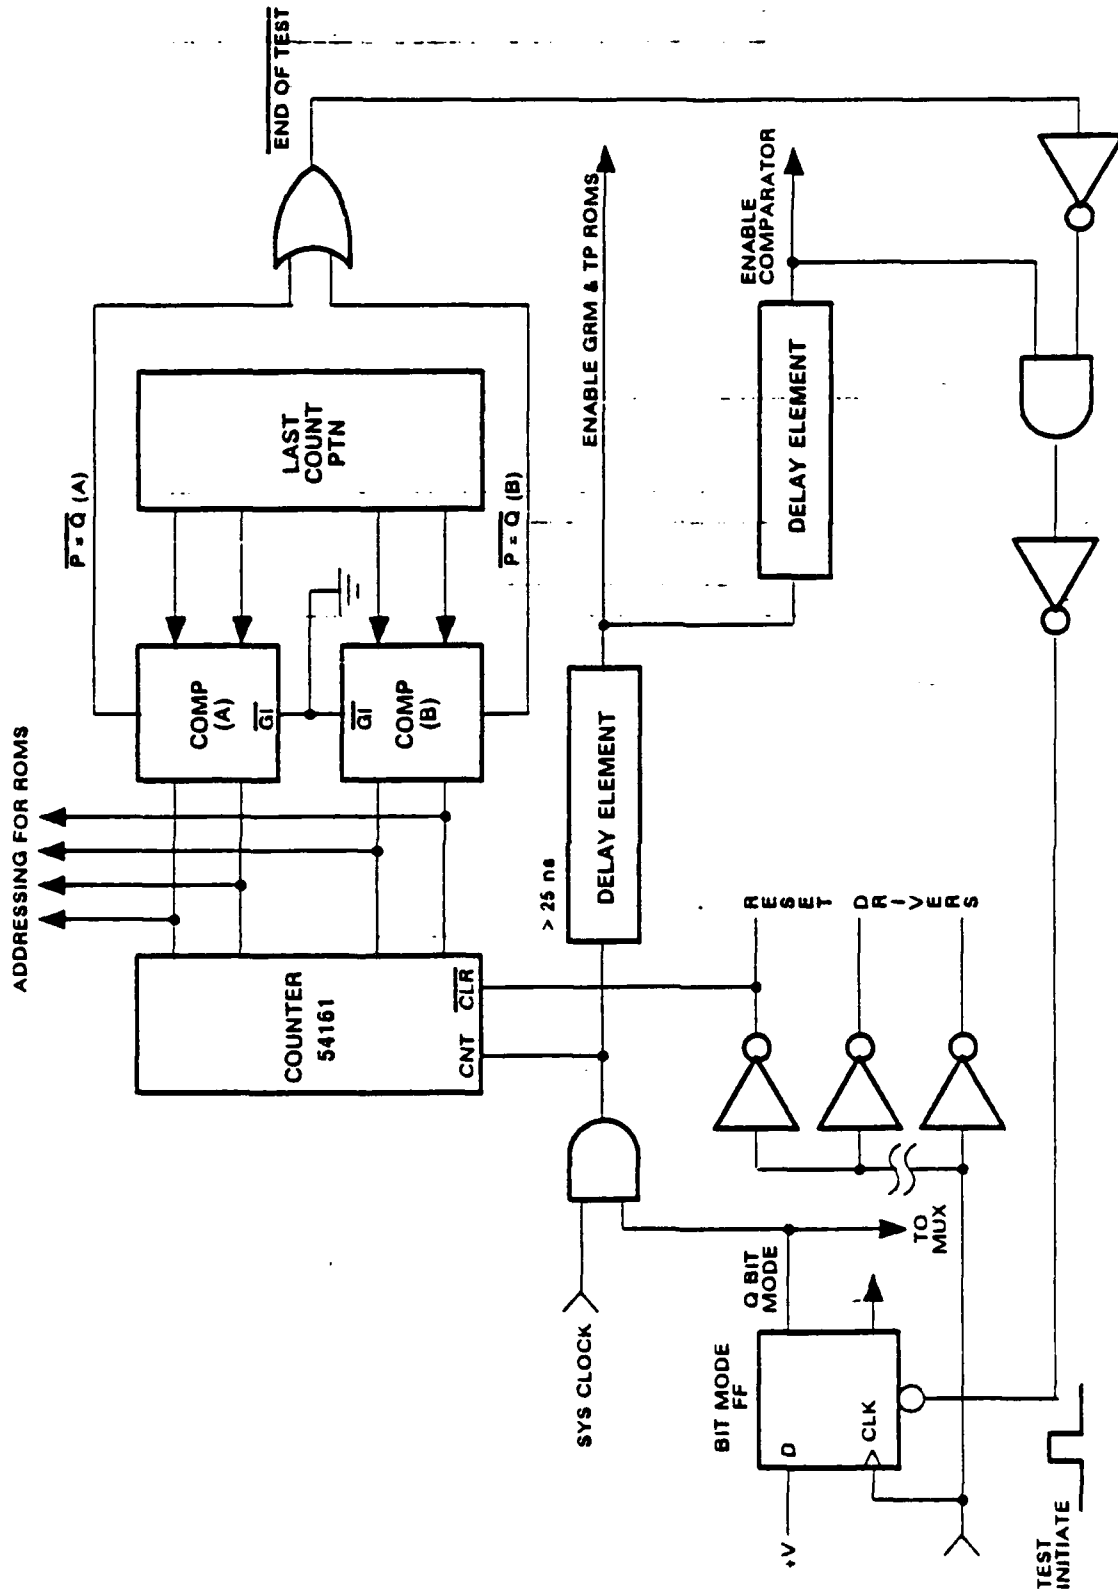 ADDRESSING FOR ROMS
COUNTER
54161
CNT
CLR
COMP
(A)
GI
GI
COMP
(B)
LAST
COUNT
PTN
P = Q (A)
P = Q (B)
END OF TEST
SYS CLOCK
> 25 ns
DELAY ELEMENT
ENABLE GRM & TP ROMS
DELAY ELEMENT
ENABLE
COMPARATOR
BIT MODE
FF
Q BIT
MODE
+V
D
CLK
TO
MUX
RESET DRIVERS
TEST
INITIATE